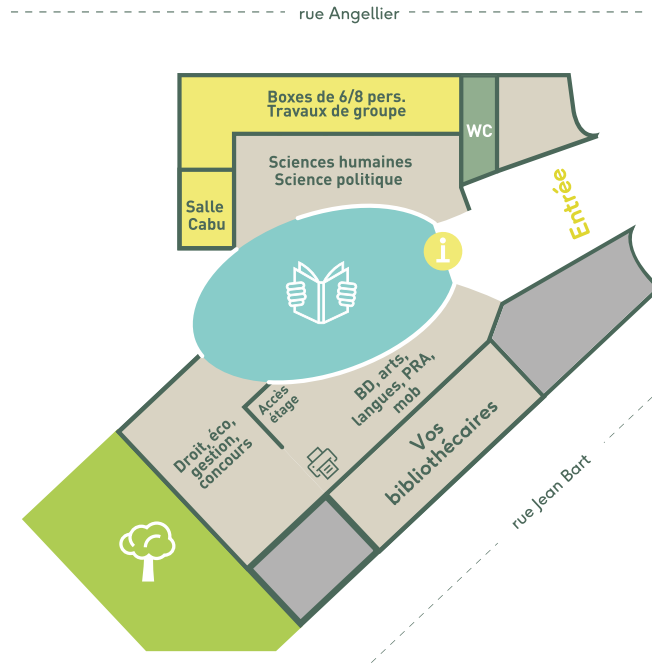 rue Angellier
Boxes de 6/8 pers.
Travaux de groupe
WC
Sciences humaines
Science politique
Entrée
Salle
Cabu
i
Accès
étage
BD, arts,
langues, PRA,
mob
Droit, éco,
gestion,
concours
Vos
bibliothécaires
rue Jean Bart